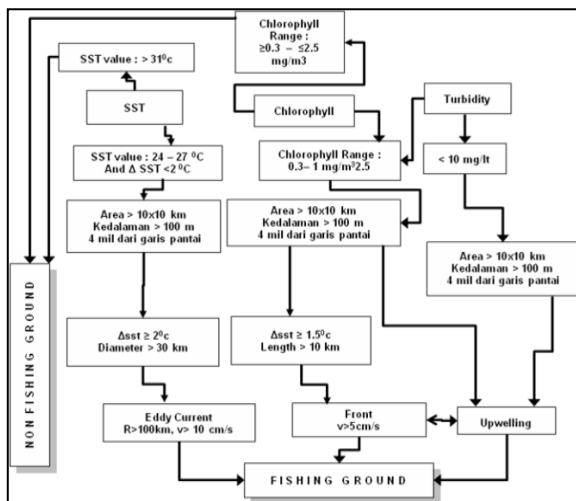 Chlorophyll
Range :
≥0.3 – ≤2.5
mg/m3
SST value : > 31⁰c
SST
Chlorophyll
Turbidity
SST value : 24 – 27 ⁰C
And Δ SST <2 ⁰C
Chlorophyll Range :
0.3– 1 mg/m³2.5
< 10 mg/lt
Area > 10x10 km
Kedalaman > 100 m
4 mil dari garis pantai
Area > 10x10 km
Kedalaman > 100 m
4 mil dari garis pantai
Area > 10x10 km
Kedalaman > 100 m
4 mil dari garis pantai
NON FISHING GROUND
Δsst ≥ 2⁰c
Diameter > 30 km
Δsst ≥ 1.5⁰c
Length > 10 km
Eddy Current
R>100km, v> 10 cm/s
Front
v>5cm/s
Upwelling
FISHING GROUND